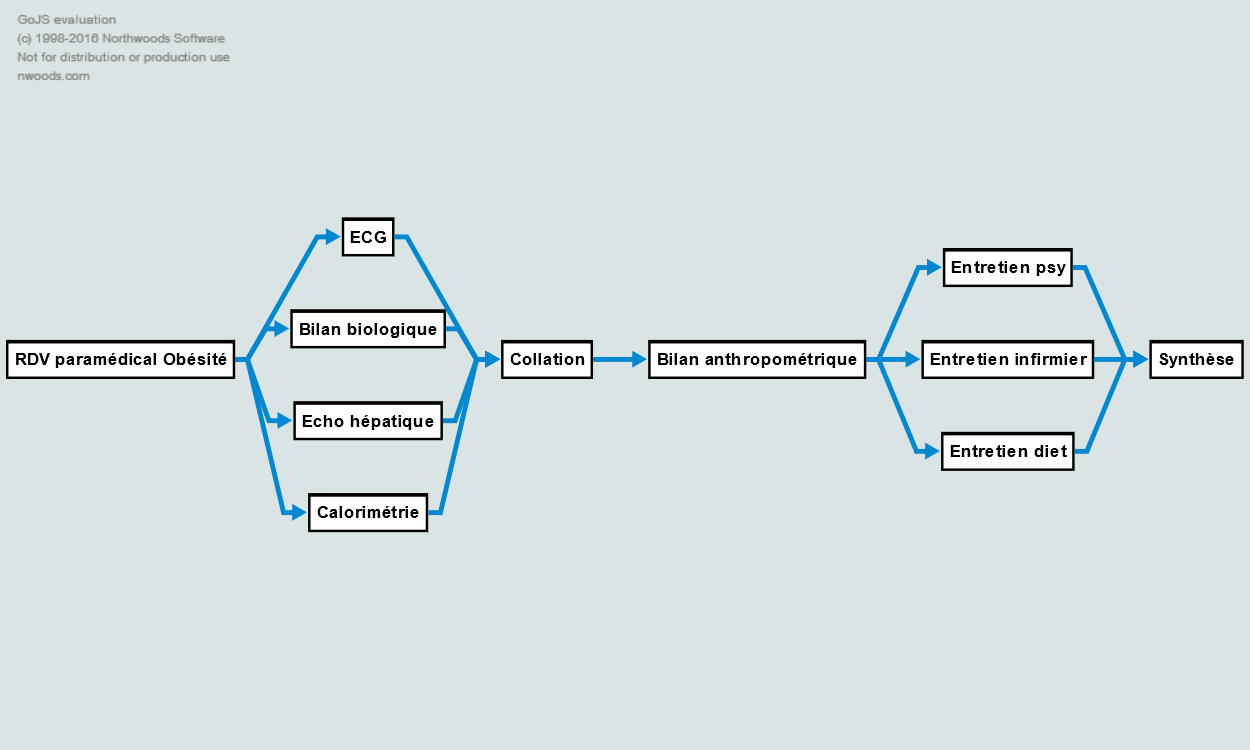 GoJS evaluation
(c) 1998-2016 Northwoods Software
Not for distribution or production use
nwoods.com
RDV paramédical Obésité
ECG
Bilan biologique
Echo hépatique
Calorimétrie
Collation
Bilan anthropométrique
Entretien psy
Entretien infirmier
Entretien diet
Synthèse